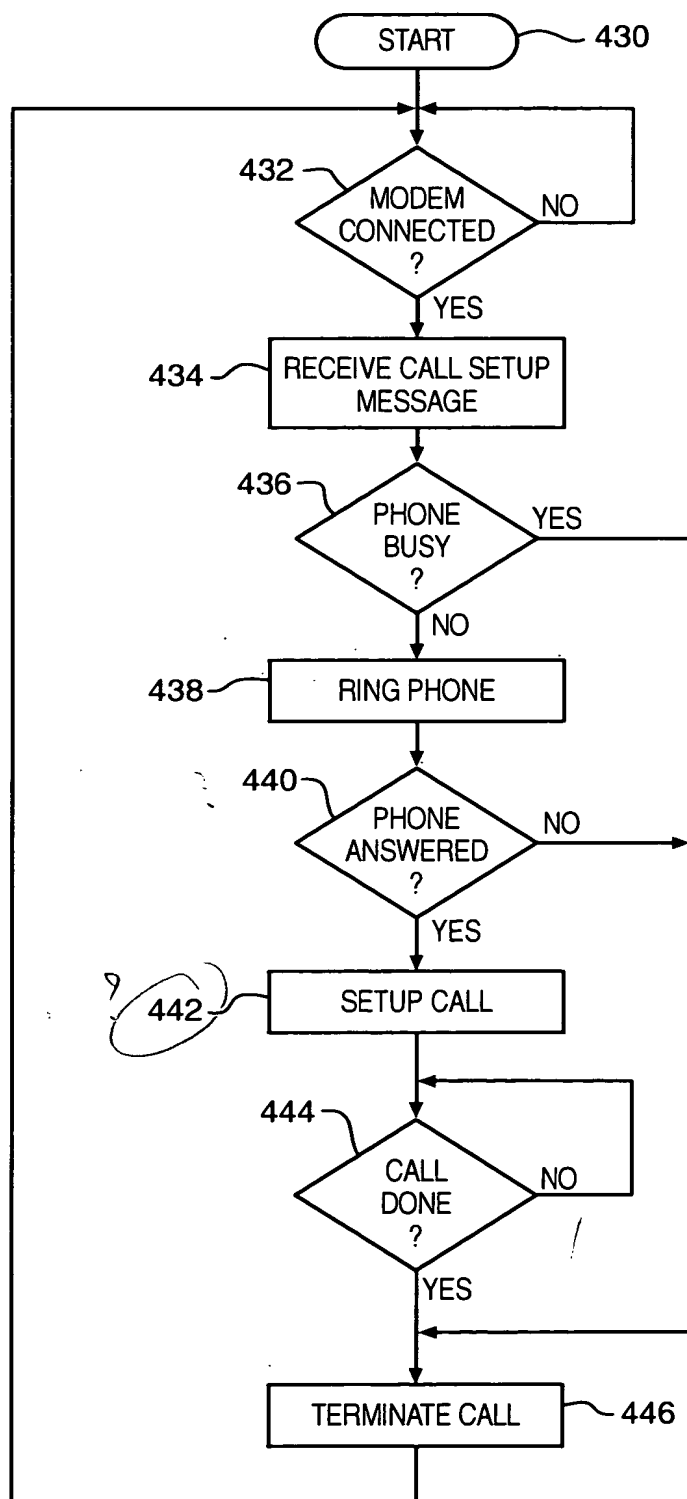 START
430
432
MODEM
CONNECTED
?
NO
YES
434
RECEIVE CALL SETUP
MESSAGE
436
PHONE
BUSY
?
YES
NO
438
RING PHONE
440
PHONE
ANSWERED
?
NO
YES
442
SETUP CALL
444
CALL
DONE
?
NO
YES
TERMINATE CALL
446